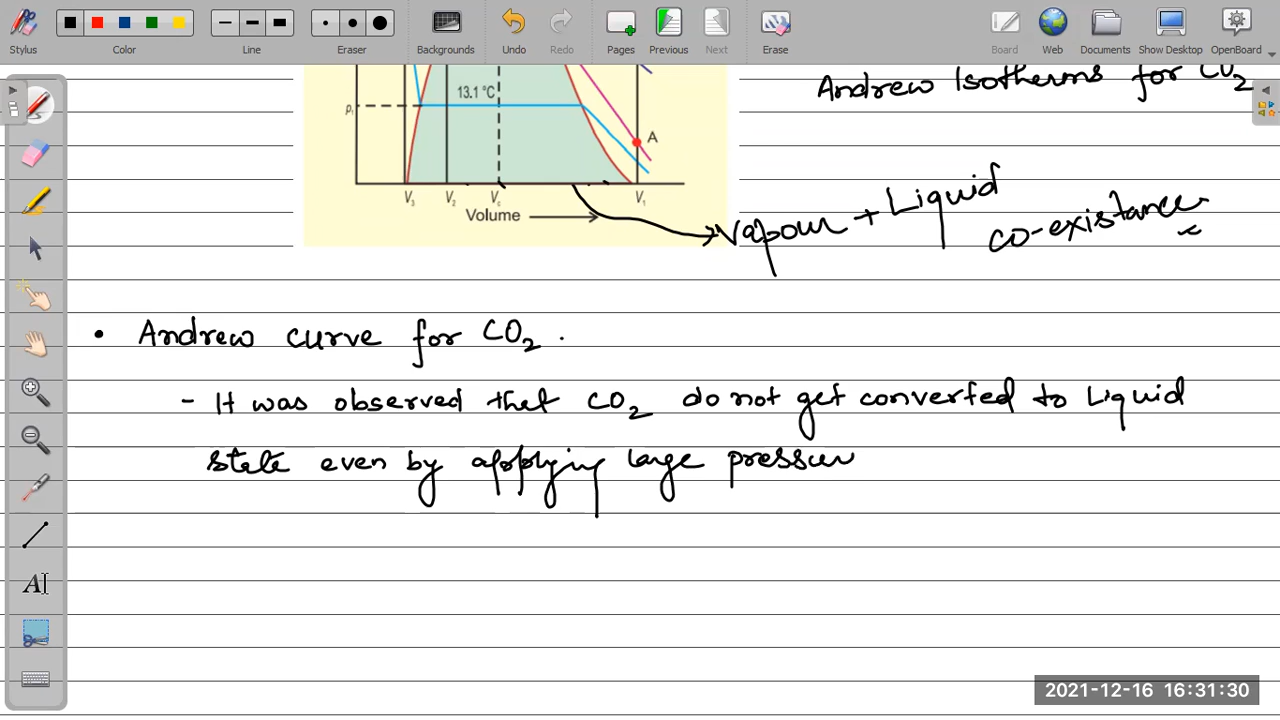 Stylus Color Line Eraser Backgrounds Undo Redo Pages Previous Next Erase Board Web Documents Show Desktop OpenBoard
Andrew Isotherms for CO2
13.1 °C
P1
A
V3 V2 Vc V1
Volume
Vapour + Liquid
co-existance
• Andrew curve for CO2 .
- It was observed that CO2 do not get converted to Liquid
state even by applying large pressur
2021-12-16 16:31:30